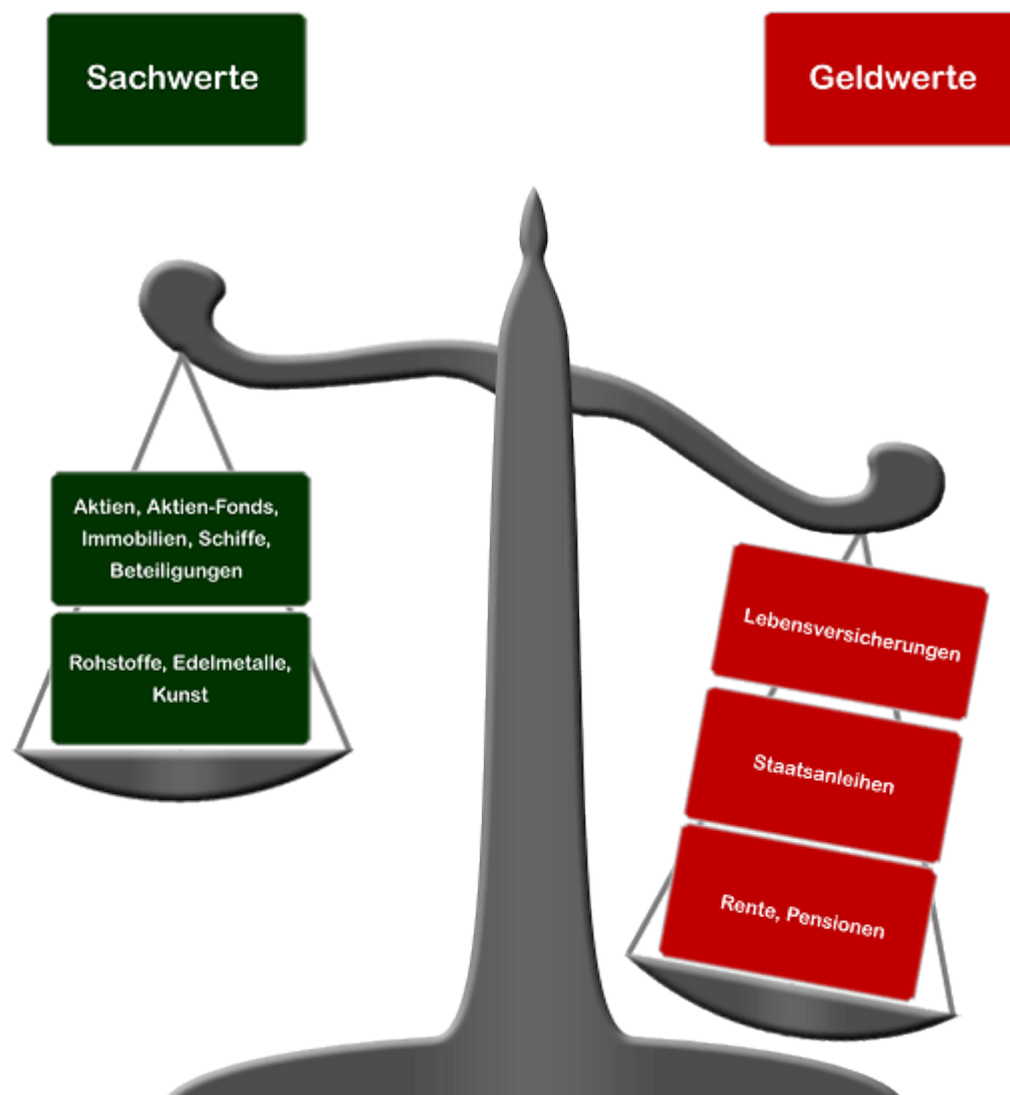 Sachwerte
Geldwerte
Aktien, Aktien-Fonds,
Immobilien, Schiffe,
Beteiligungen
Rohstoffe, Edelmetalle,
Kunst
Lebensversicherungen
Staatsanleihen
Rente, Pensionen